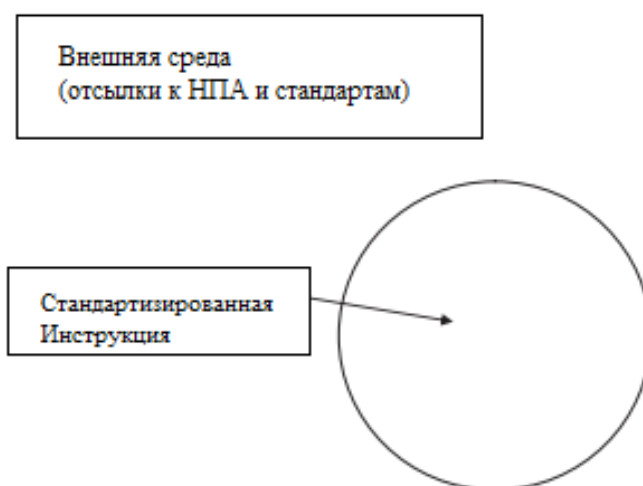 Внешняя среда
(отсылки к НПА и стандартам)
Стандартизированная
Инструкция